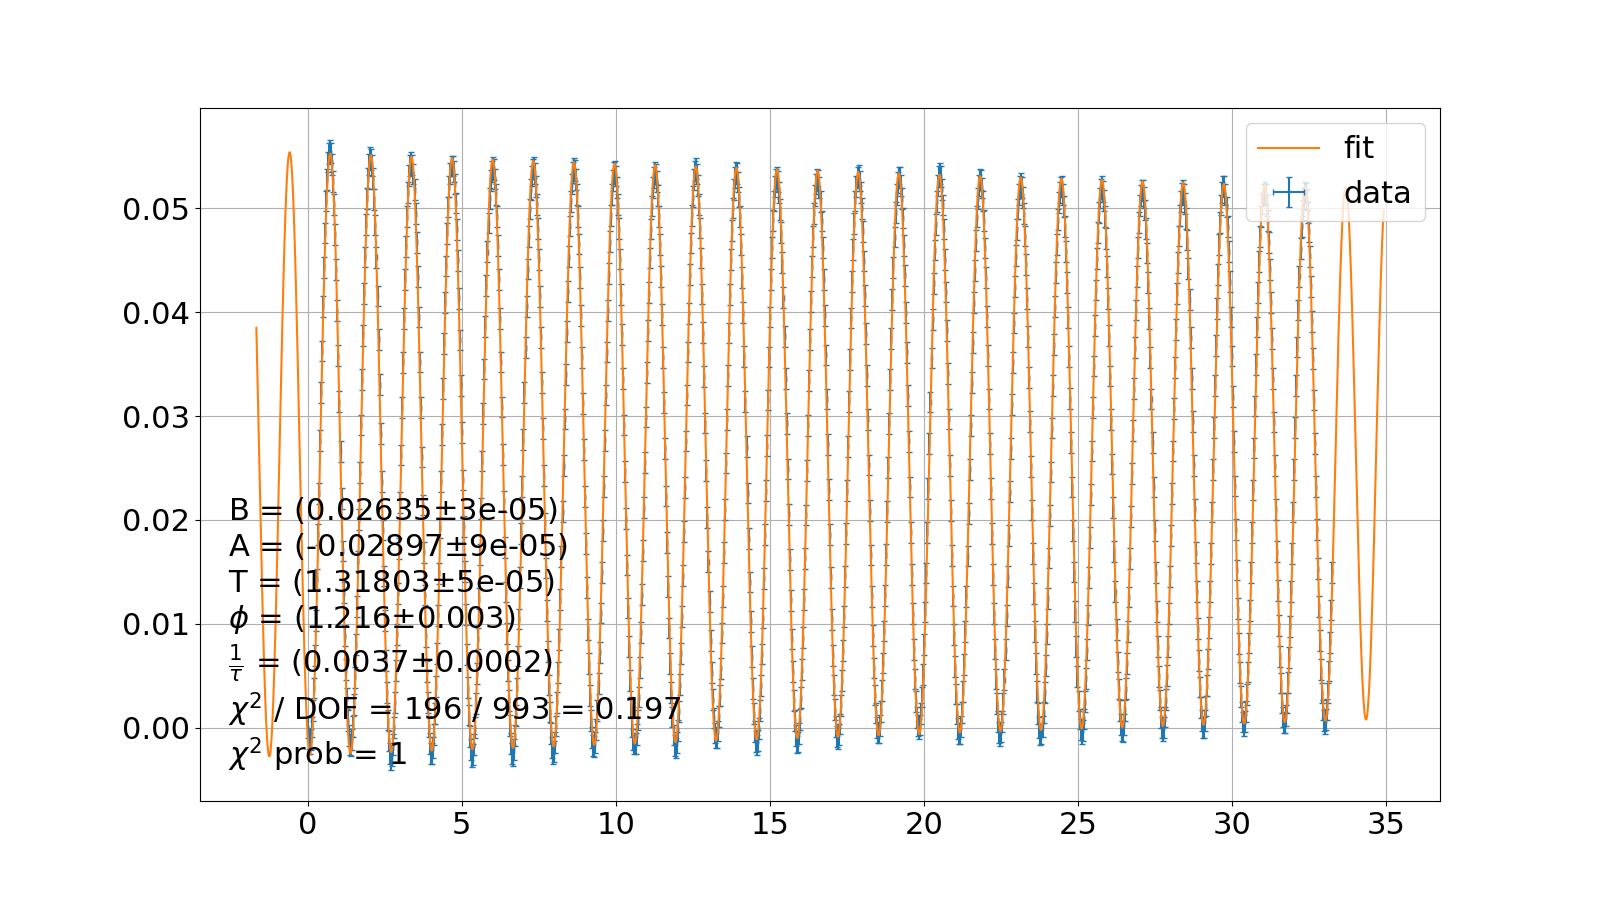 fit
data
0.05
0.04
0.03
0.02
0.01
0.00
B = (0.02635±3e-05)
A = (-0.02897±9e-05)
T = (1.31803±5e-05)
ϕ = (1.216±0.003)
1/τ = (0.0037±0.0002)
χ² / DOF = 196 / 993 = 0.197
χ² prob = 1
0 5 10 15 20 25 30 35